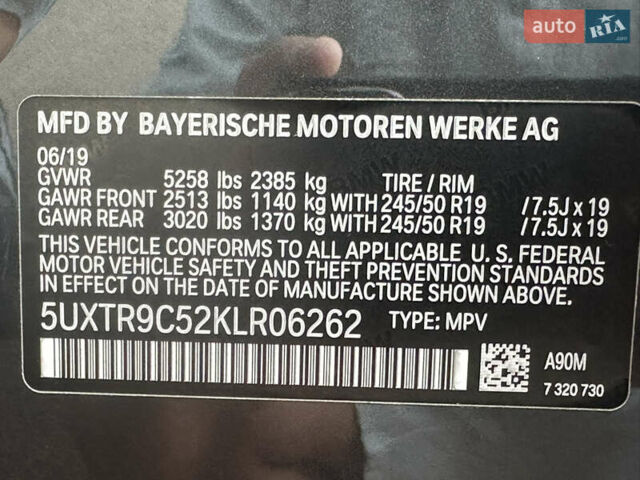 auto RIA .com
MFD BY BAYERISCHE MOTOREN WERKE AG
06/19
GVWR 5258 lbs 2385 kg TIRE / RIM
GAWR FRONT 2513 lbs 1140 kg WITH 245/50 R19 /7.5J x 19
GAWR REAR 3020 lbs 1370 kg WITH 245/50 R19 /7.5J x 19
THIS VEHICLE CONFORMS TO ALL APPLICABLE U. S. FEDERAL
MOTOR VEHICLE SAFETY AND THEFT PREVENTION STANDARDS
IN EFFECT ON THE DATE OF MANUFACTURE SHOWN ABOVE.
5UXTR9C52KLR06262 TYPE: MPV
A90M
7 320 730